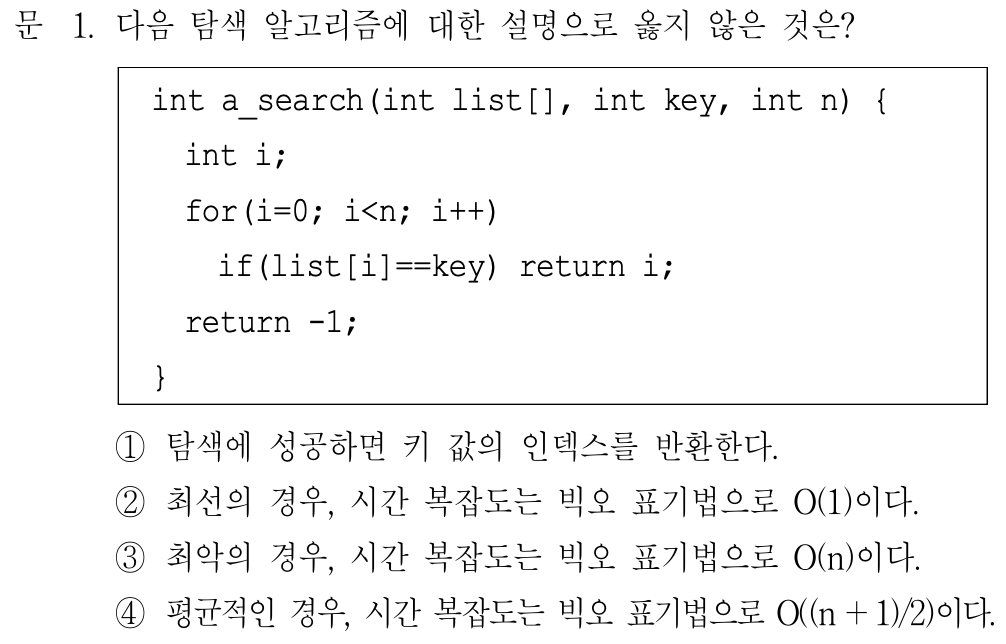 문 1. 다음 탐색 알고리즘에 대한 설명으로 옳지 않은 것은?
int a_search(int list[], int key, int n) {
int i;
for(i=0; i<n; i++)
if(list[i]==key) return i;
return -1;
}
① 탐색에 성공하면 키 값의 인덱스를 반환한다.
② 최선의 경우, 시간 복잡도는 빅오 표기법으로 O(1)이다.
③ 최악의 경우, 시간 복잡도는 빅오 표기법으로 O(n)이다.
④ 평균적인 경우, 시간 복잡도는 빅오 표기법으로 O((n + 1)/2)이다.